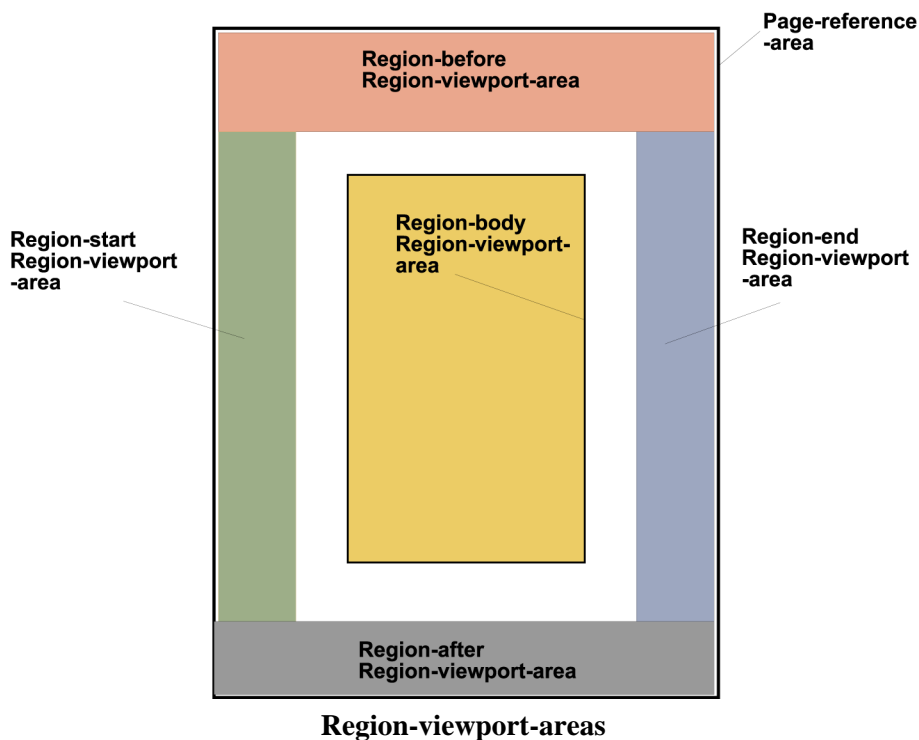 Page-reference
-area
Region-before
Region-viewport-area
Region-start
Region-viewport
-area
Region-body
Region-viewport-
area
Region-end
Region-viewport
-area
Region-after
Region-viewport-area
Region-viewport-areas